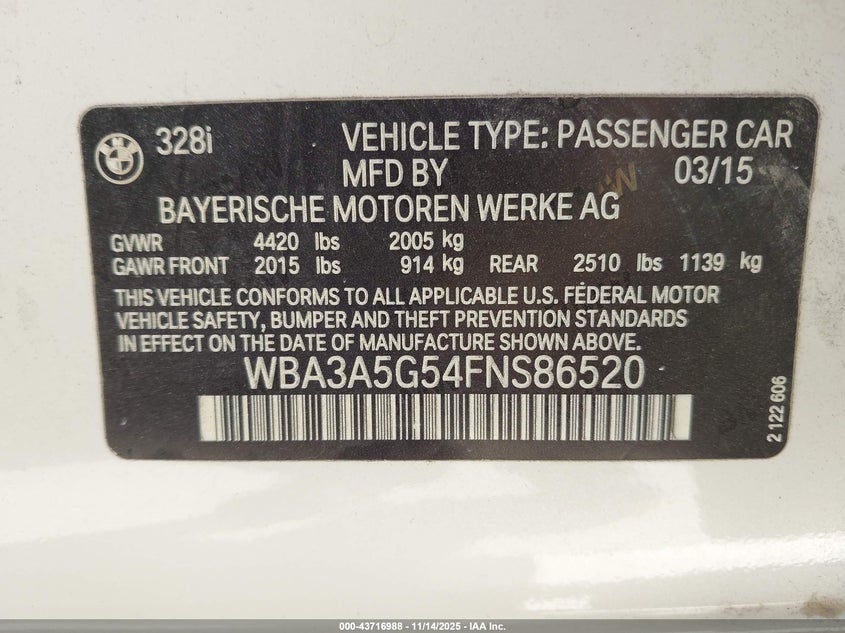 328i VEHICLE TYPE: PASSENGER CAR
MFD BY 03/15
BAYERISCHE MOTOREN WERKE AG
GVWR 4420 lbs 2005 kg
GAWR FRONT 2015 lbs 914 kg REAR 2510 lbs 1139 kg
THIS VEHICLE CONFORMS TO ALL APPLICABLE U.S. FEDERAL MOTOR
VEHICLE SAFETY, BUMPER AND THEFT PREVENTION STANDARDS
IN EFFECT ON THE DATE OF MANUFACTURE SHOWN ABOVE.
WBA3A5G54FNS86520
2 122 606
000-43716988 - 11/14/2025 - IAA Inc.